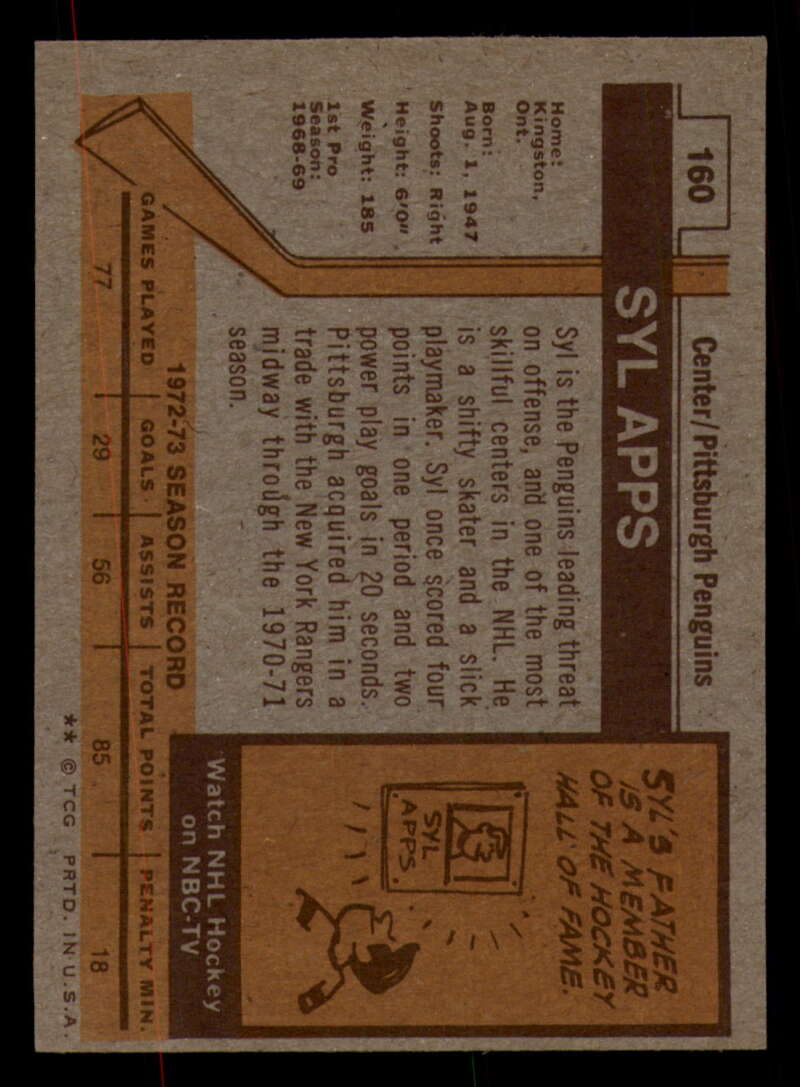 160
Center/Pittsburgh Penguins
SYL APPS
Home:
Kingston,
Ont.
Born:
Aug. 1, 1947
Shoots: Right
Height: 6'0"
Weight: 185
1st Pro
Season:
1968-69
Syl is the Penguins leading threat
on offense, and one of the most
skillful centers in the NHL. He
is a shifty skater and a slick
playmaker. Syl once scored four
points in one period and two
power play goals in 20 seconds.
Pittsburgh acquired him in a
trade with the New York Rangers
midway through the 1970-71
season.
SYL'S FATHER
IS A MEMBER
OF THE HOCKEY
HALL OF FAME.
SYL
APPS
Watch NHL Hockey
on NBC-TV
1972-73 SEASON RECORD
GAMES PLAYED GOALS ASSISTS TOTAL POINTS PENALTY MIN.
77 29 56 85 18
** © TCG PRTD. IN U.S.A.